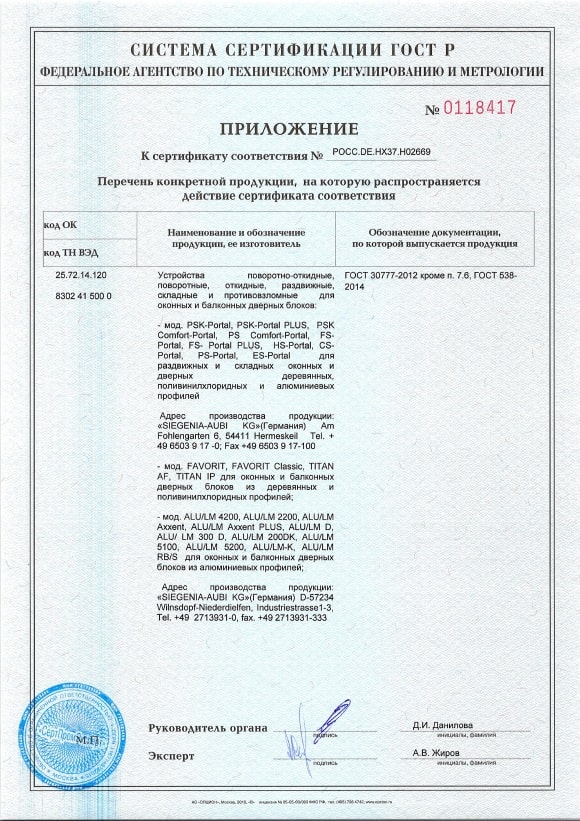 СИСТЕМА СЕРТИФИКАЦИИ ГОСТ Р
ФЕДЕРАЛЬНОЕ АГЕНТСТВО ПО ТЕХНИЧЕСКОМУ РЕГУЛИРОВАНИЮ И МЕТРОЛОГИИ
№ 0118417
ПРИЛОЖЕНИЕ
К сертификату соответствия № РОСС.DE.НХ37.Н02669
Перечень конкретной продукции, на которую распространяется
действие сертификата соответствия
код ОК
код ТН ВЭД
Наименование и обозначение
продукции, ее изготовитель
Обозначение документации,
по которой выпускается продукция
25.72.14.120
8302 41 500 0
Устройства поворотно-откидные,
поворотные, откидные, раздвижные,
складные и противовзломные для
оконных и балконных дверных блоков:
- мод. PSK-Portal, PSK-Portal PLUS, PSK
Comfort-Portal, PS Comfort-Portal, FS-
Portal, FS- Portal PLUS, HS-Portal, CS-
Portal, PS-Portal, ES-Portal для
раздвижных и складных оконных и
дверных деревянных,
поливинилхлоридных и алюминиевых
профилей
Адрес производства продукции:
«SIEGENIA-AUBI KG»(Германия) Am
Fohlengarten 6, 54411 Hermeskeil Tel. +
49 6503 9 17 -0; Fax +49 6503 9 17-100
- мод. FAVORIT, FAVORIT Classic, TITAN
AF, TITAN IP для оконных и балконных
дверных блоков из деревянных и
поливинилхлоридных профилей;
- мод. ALU/LM 4200, ALU/LM 2200, ALU/LM
Axxent, ALU/LM Axxent PLUS, ALU/LM D,
ALU/ LM 300 D, ALU/LM 200DK, ALU/LM
5100, ALU/LM 5200, ALU/LM-K, ALU/LM
RB/S для оконных и балконных дверных
блоков из алюминиевых профилей;
Адрес производства продукции:
«SIEGENIA-AUBI KG»(Германия) D-57234
Wilnsdopf-Niederdielfen, Industriestrasse1-3,
Tel. +49 2713931-0, fax. +49 2713931-333
ГОСТ 30777-2012 кроме п. 7.6, ГОСТ 538-
2014
Руководитель органа
подпись
Д.И. Данилова
инициалы, фамилия
М.П.
Эксперт
подпись
А.В. Жиров
инициалы, фамилия